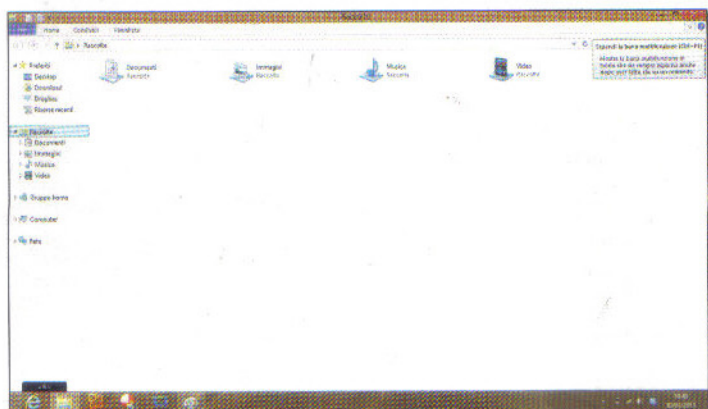 Raccolte
File Home Condividi Visualizza
Raccolte
Espandi la barra multifunzione (Ctrl+F1)
Preferiti
Desktop
Download
Dropbox
Risorse recenti
Raccolte
Documenti
Immagini
Musica
Video
Gruppo home
Computer
Rete
Documenti
Raccolta
Immagini
Raccolta
Musica
Raccolta
Video
Raccolta